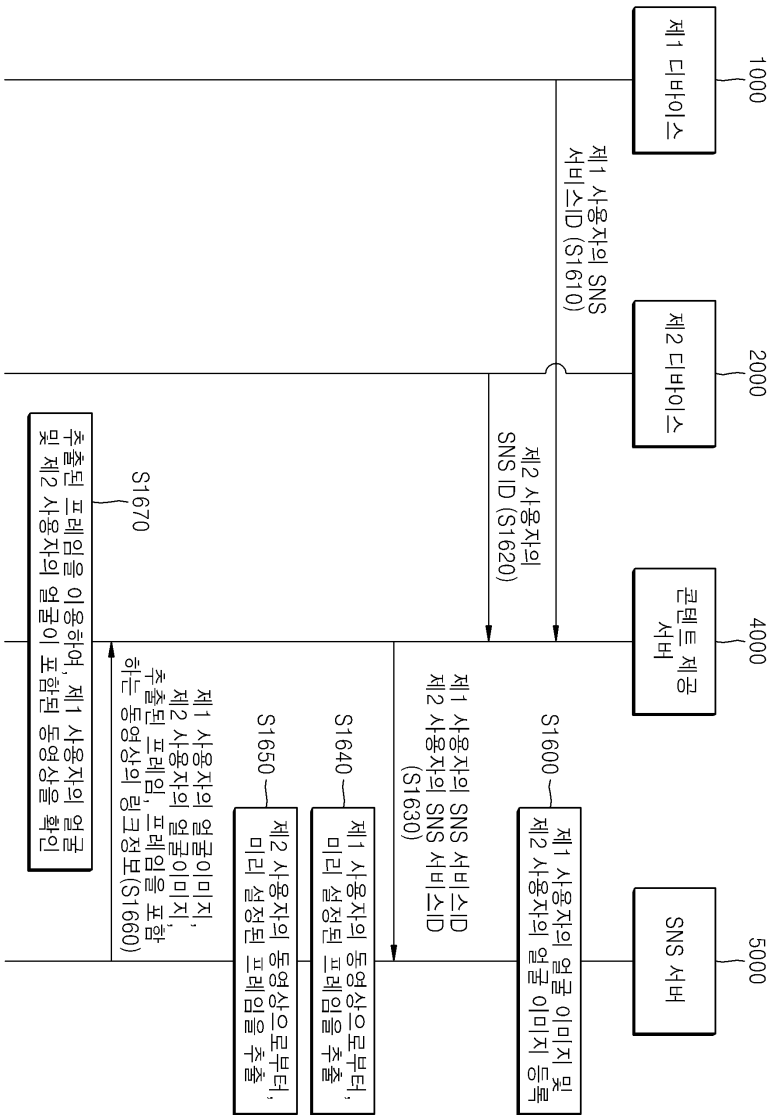 1000
제1 디바이스
2000
제2 디바이스
4000
콘텐트 제공
서버
5000
SNS 서버
S1600
제1 사용자의 얼굴 이미지 및
제2 사용자의 얼굴 이미지 등록
제1 사용자의 SNS
서비스ID (S1610)
제2 사용자의
SNS ID (S1620)
제1 사용자의 SNS 서비스ID
제2 사용자의 SNS 서비스ID
(S1630)
S1640
제1 사용자의 동영상으로부터,
미리 설정된 프레임을 추출
S1650
제2 사용자의 동영상으로부터,
미리 설정된 프레임을 추출
제1 사용자의 얼굴이미지,
제2 사용자의 얼굴이미지,
추출된 프레임, 프레임을 포함
하는 동영상의 링크정보(S1660)
S1670
추출된 프레임을 이용하여, 제1 사용자의 얼굴
및 제2 사용자의 얼굴이 포함된 동영상을 확인